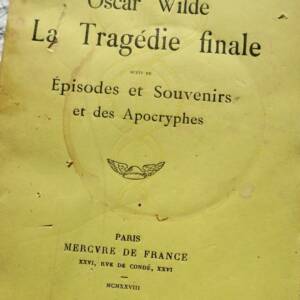 Oscar Wilde
La Tragédie finale
SUIVI DE
Épisodes et Souvenirs
et des Apocryphes
PARIS
MERCVRE DE FRANCE
XXVI, RVE DE CONDÉ, XXVI
MCMXXVIII